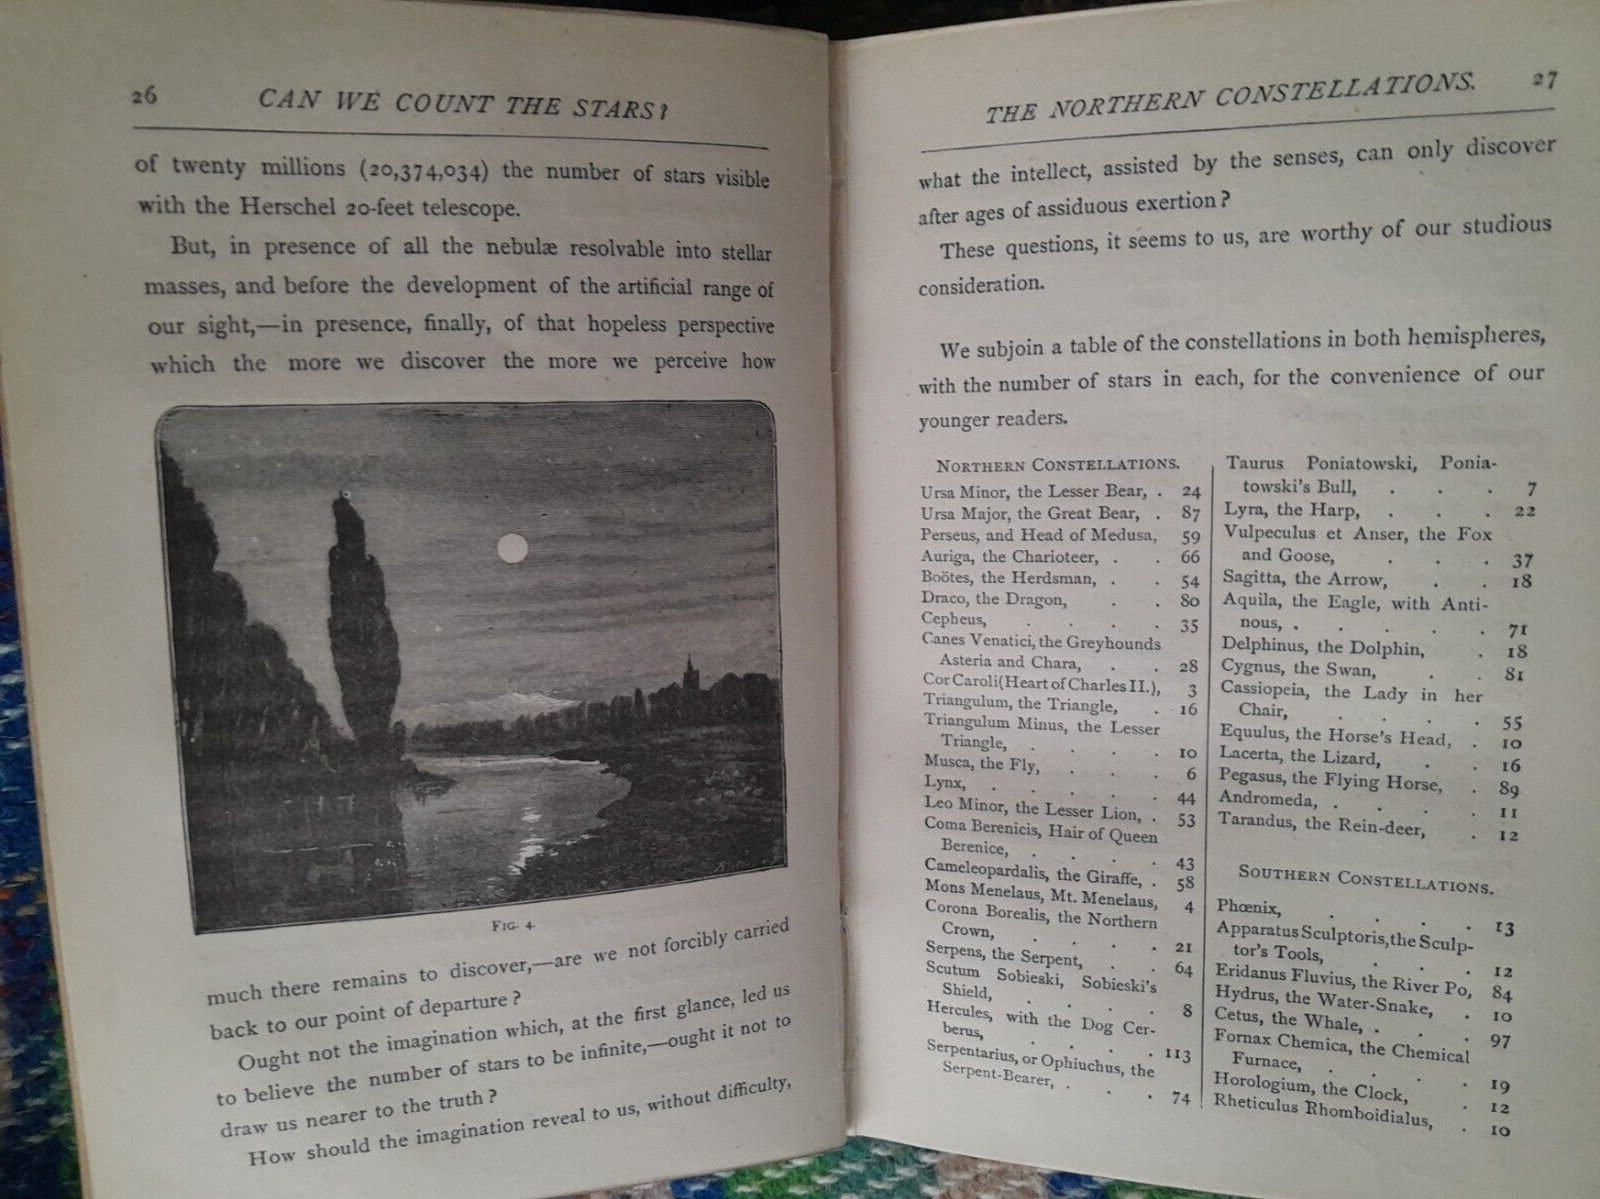 26
CAN WE COUNT THE STARS?
of twenty millions (20,374,034) the number of stars visible
with the Herschel 20-feet telescope.
But, in presence of all the nebulæ resolvable into stellar
masses, and before the development of the artificial range of
our sight,—in presence, finally, of that hopeless perspective
which the more we discover the more we perceive how
FIG. 4
much there remains to discover,—are we not forcibly carried
back to our point of departure?
Ought not the imagination which, at the first glance, led us
to believe the number of stars to be infinite,—ought it not to
draw us nearer to the truth?
How should the imagination reveal to us, without difficulty,
THE NORTHERN CONSTELLATIONS.
27
what the intellect, assisted by the senses, can only discover
after ages of assiduous exertion?
These questions, it seems to us, are worthy of our studious
consideration.
We subjoin a table of the constellations in both hemispheres,
with the number of stars in each, for the convenience of our
younger readers.
NORTHERN CONSTELLATIONS.
Ursa Minor, the Lesser Bear, . 24
Ursa Major, the Great Bear, . 87
Perseus, and Head of Medusa, 59
Auriga, the Charioteer, . . 66
Boötes, the Herdsman, . . 54
Draco, the Dragon, . . 80
Cepheus, . . . . 35
Canes Venatici, the Greyhounds
Asteria and Chara, . . 28
Cor Caroli (Heart of Charles II.), 3
Triangulum, the Triangle, . 16
Triangulum Minus, the Lesser
Triangle, . . . . 10
Musca, the Fly, . . . 6
Lynx, . . . . . 44
Leo Minor, the Lesser Lion, . 53
Coma Berenicis, Hair of Queen
Berenice, . . . . 43
Cameleopardalis, the Giraffe, . 58
Mons Menelaus, Mt. Menelaus, 4
Corona Borealis, the Northern
Crown, . . . . 21
Serpens, the Serpent, . . 64
Scutum Sobieski, Sobieski's
Shield, . . . . 8
Hercules, with the Dog Cer-
berus, . . . . 113
Serpentarius, or Ophiuchus, the
Serpent-Bearer, . . . 74
Taurus Poniatowski, Ponia-
towski's Bull, . . . 7
Lyra, the Harp, . . . 22
Vulpeculus et Anser, the Fox
and Goose, . . . 37
Sagitta, the Arrow, . . 18
Aquila, the Eagle, with Anti-
nous, . . . . . 71
Delphinus, the Dolphin, . 18
Cygnus, the Swan, . . 81
Cassiopeia, the Lady in her
Chair, . . . . 55
Equulus, the Horse's Head, . 10
Lacerta, the Lizard, . . 16
Pegasus, the Flying Horse, . 89
Andromeda, . . . . 11
Tarandus, the Rein-deer, . 12
SOUTHERN CONSTELLATIONS.
Phœnix, . . . . 13
Apparatus Sculptoris, the Sculp-
tor's Tools, . . . 12
Eridanus Fluvius, the River Po, 84
Hydrus, the Water-Snake, . 10
Cetus, the Whale, . . . 97
Fornax Chemica, the Chemical
Furnace, . . . . 19
Horologium, the Clock, . 12
Rheticulus Rhomboidialus, . 10